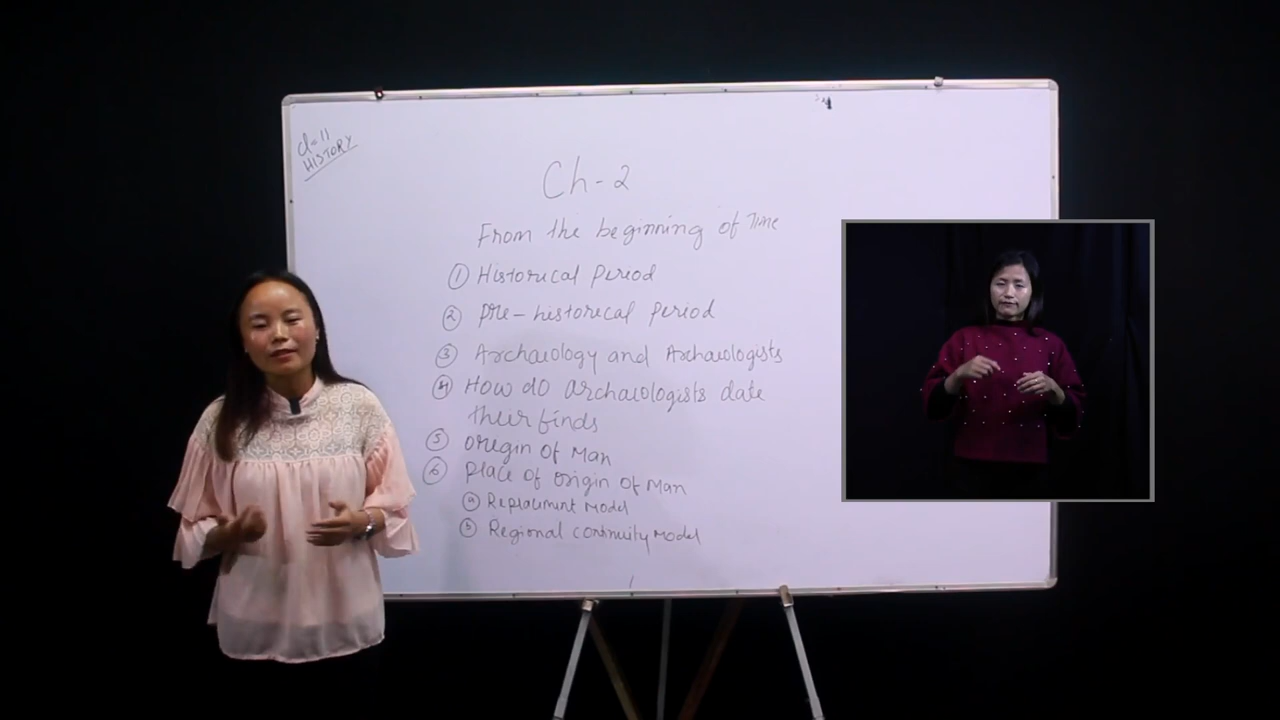 Cl-11
HISTORY
Ch-2
From the beginning of Time
① Historical Period
② Pre-historical Period
③ Archaeology and Archaeologists
④ How do archaeologists date
their finds
⑤ Origin of Man
⑥ Place of origin of Man
ⓐ Replacement Model
ⓑ Regional continuity Model